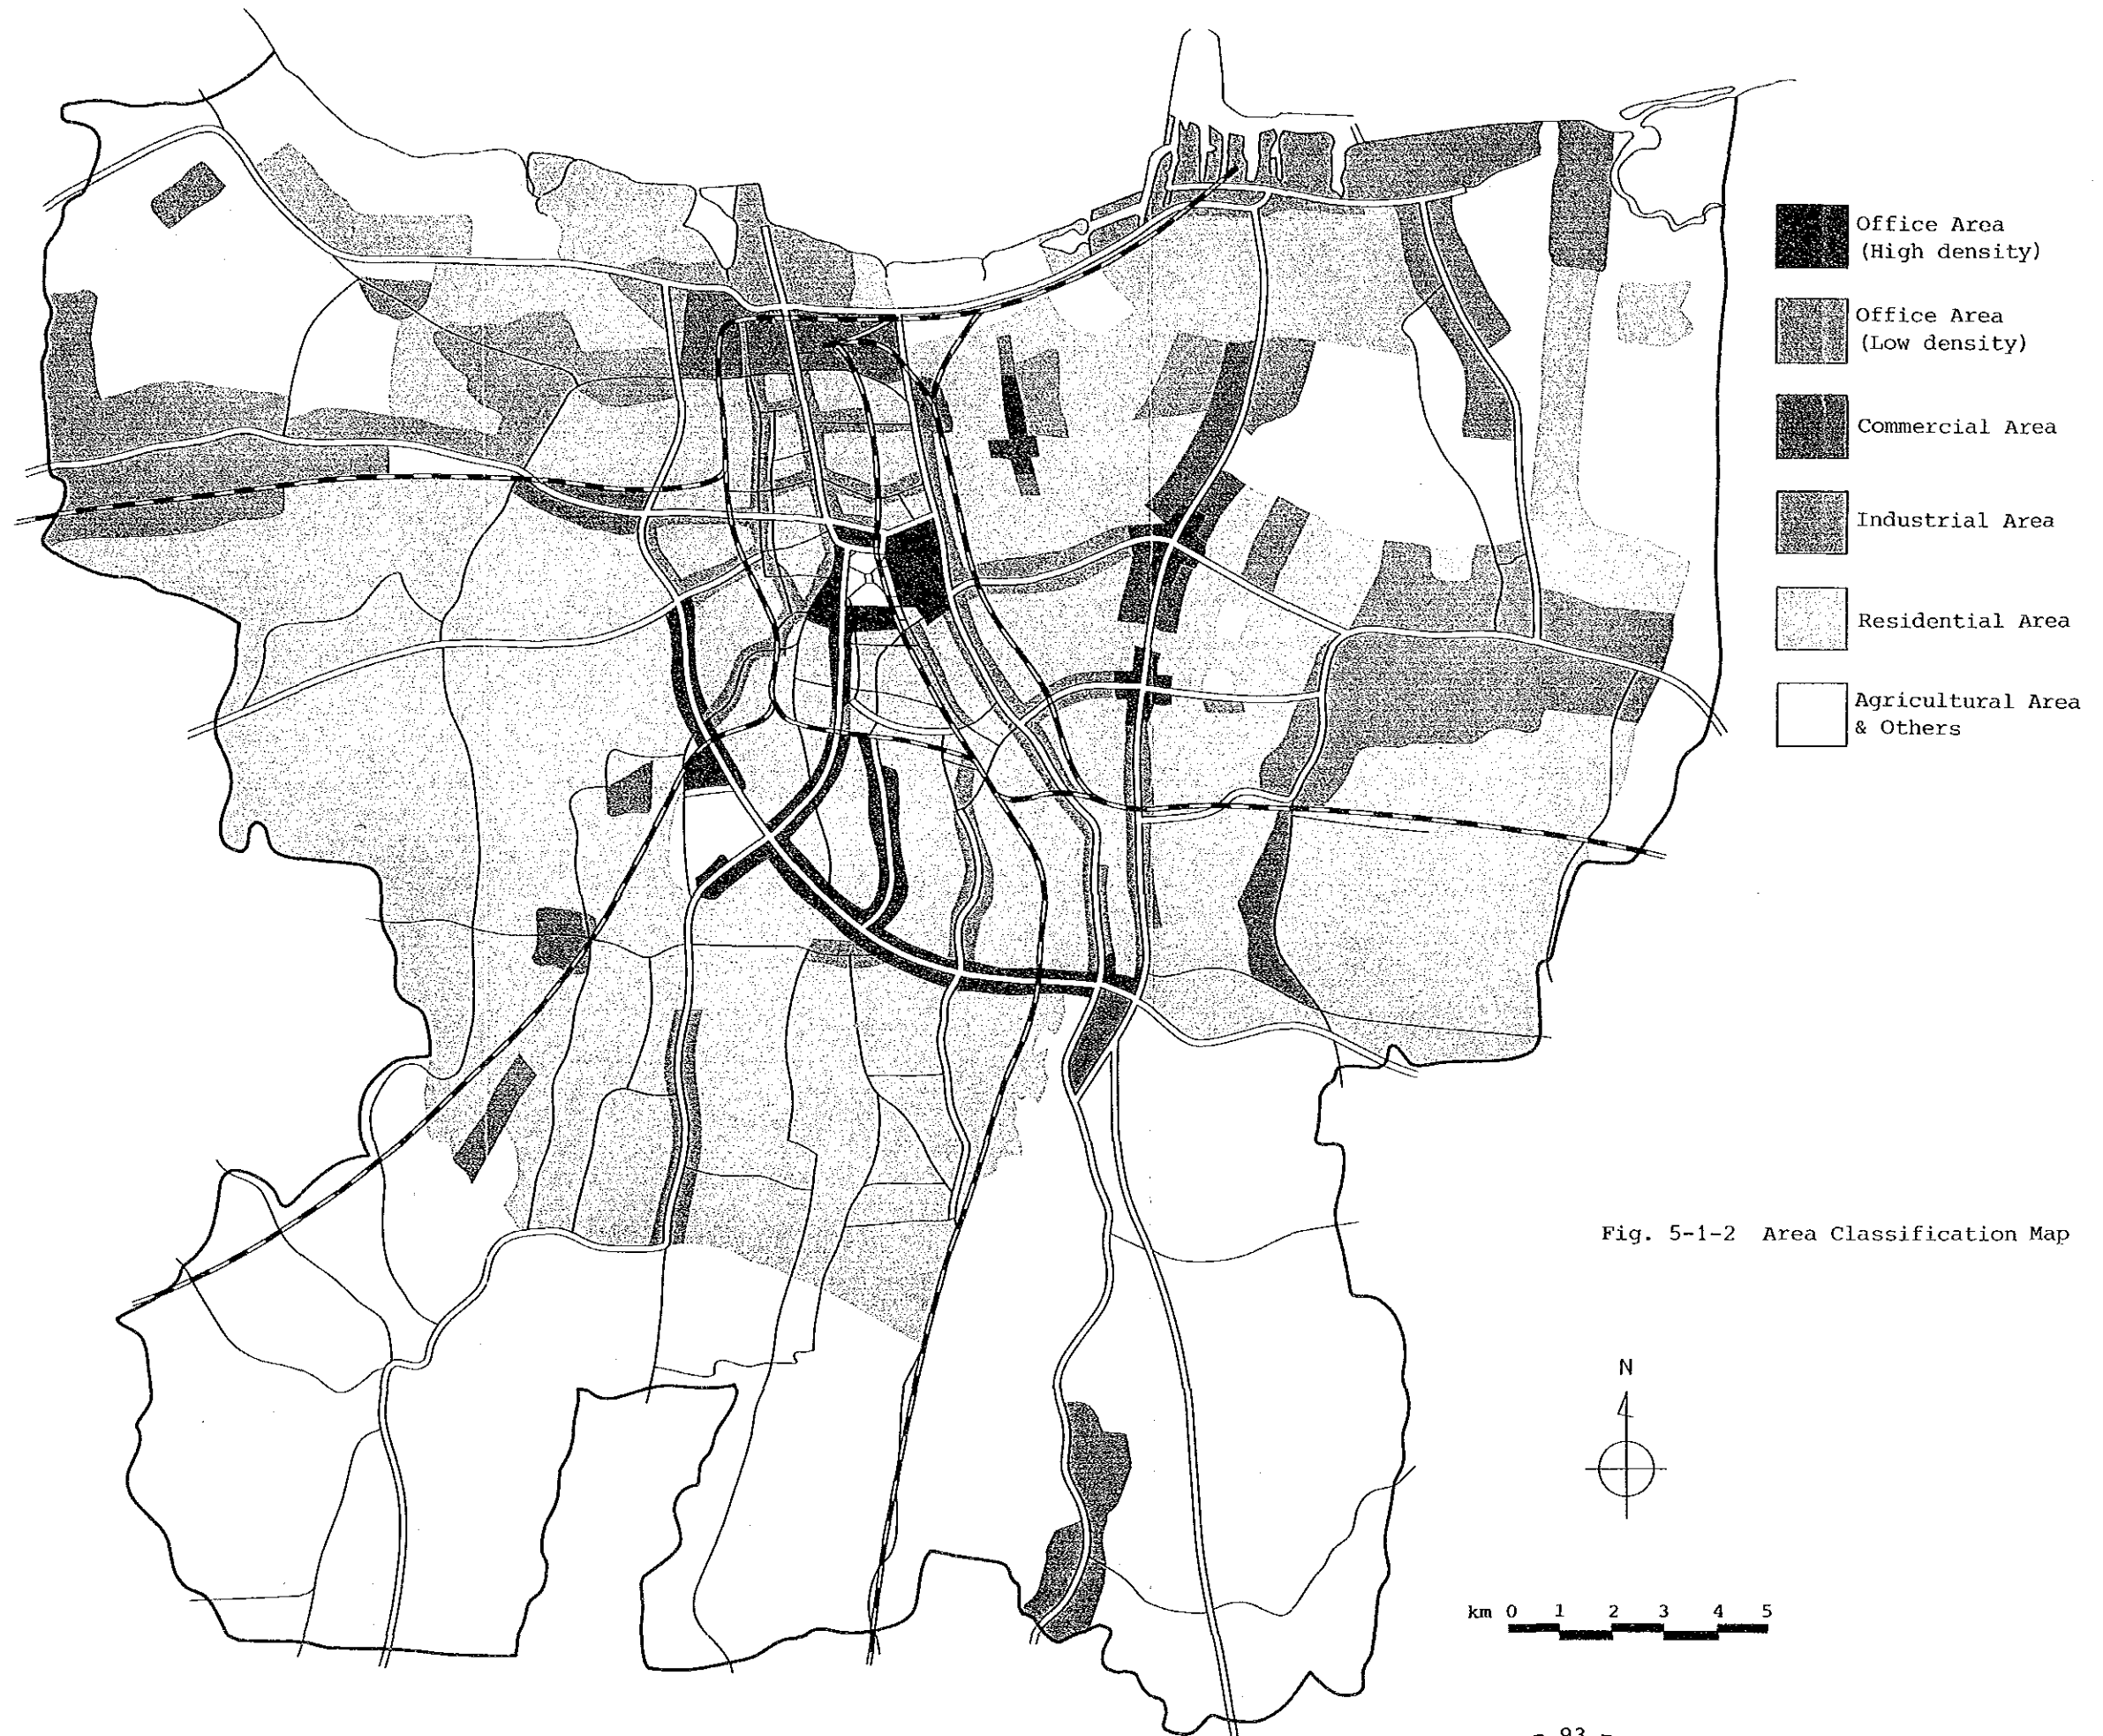 Office Area
(High density)
Office Area
(Low density)
Commercial Area
Industrial Area
Residential Area
Agricultural Area
& Others
Fig. 5-1-2 Area Classification Map
N
km 0 1 2 3 4 5
- 93 -